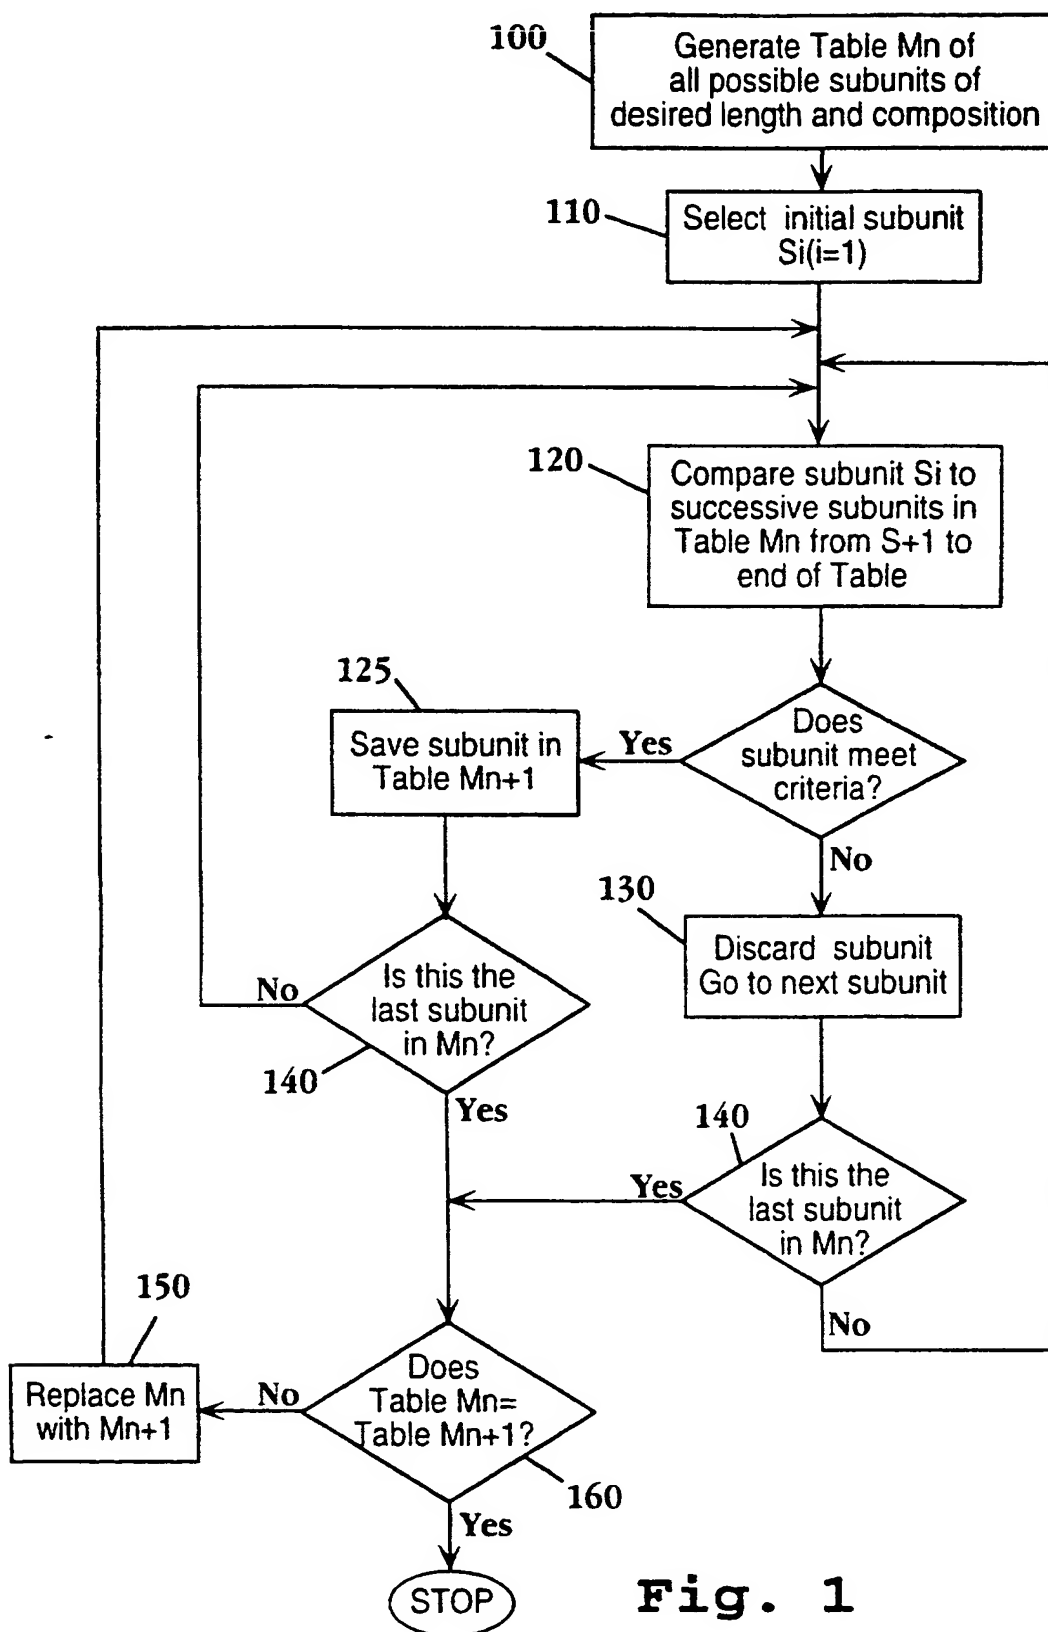 100
Generate Table Mn of
all possible subunits of
desired length and composition
110
Select initial subunit
Si(i=1)
120
Compare subunit Si to
successive subunits in
Table Mn from S+1 to
end of Table
125
Save subunit in
Table Mn+1
Yes
Does
subunit meet
criteria?
No
130
Discard subunit
Go to next subunit
No
Is this the
last subunit
in Mn?
140
Yes
140
Yes
Is this the
last subunit
in Mn?
No
150
Replace Mn
with Mn+1
No
Does
Table Mn=
Table Mn+1?
160
Yes
STOP
Fig. 1